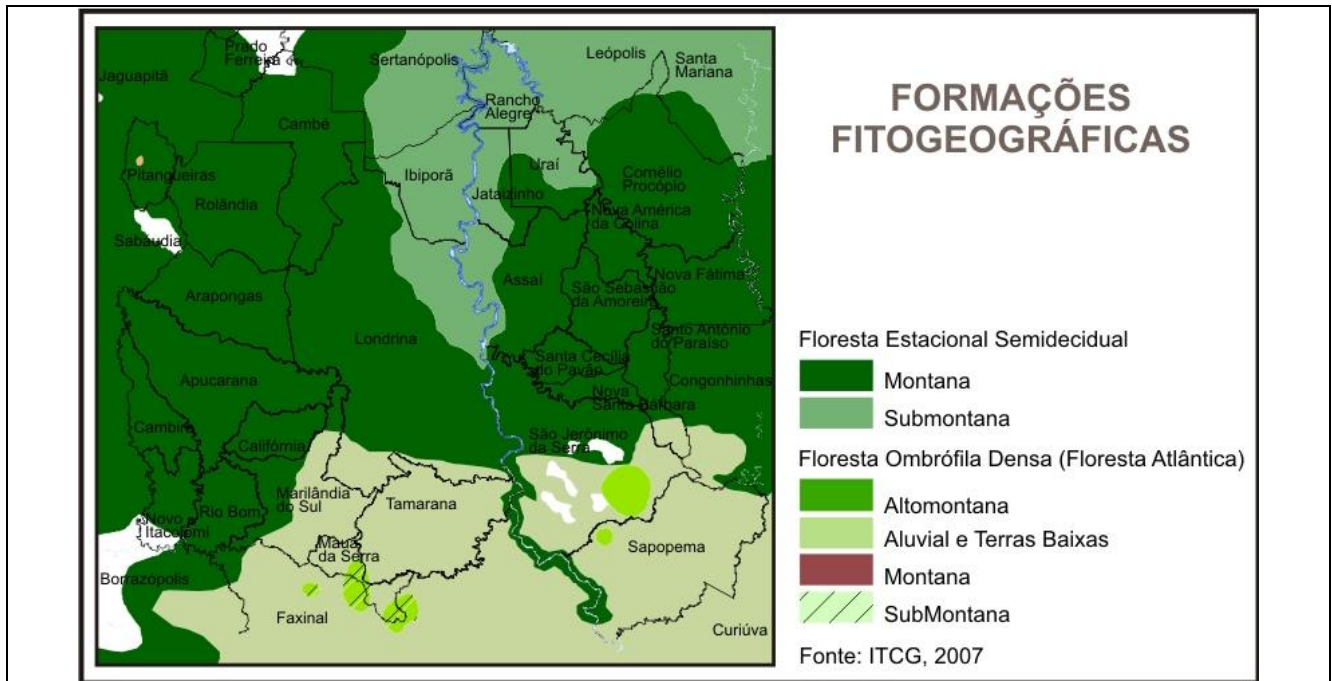 FORMAÇÕES
FITOGEOGRÁFICAS
Prado
Ferreira
Sertanópolis
Leópolis
Santa
Mariana
Jaguapitã
Rancho
Alegre
Cambé
Uraí
Cornélio
Procópio
Pitangueiras
Ibiporã
Jataizinho
Rolândia
Nova América
da Colina
Sabáudia
Assaí
Nova Fátima
Arapongas
São Sebastião
da Amoreira
Londrina
Santo Antônio
do Paraíso
Santa Cecília
do Pavão
Apucarana
Congonhinhas
Nova
Santa Bárbara
Cambira
Califórnia
São Jerônimo
da Serra
Marilândia
do Sul
Tamarana
Rio Bom
Novo
Itacolomi
Mauá
da Serra
Sapopema
Borrazópolis
Faxinal
Curiúva
Floresta Estacional Semidecidual
Montana
Submontana
Floresta Ombrófila Densa (Floresta Atlântica)
Altomontana
Aluvial e Terras Baixas
Montana
SubMontana
Fonte: ITCG, 2007